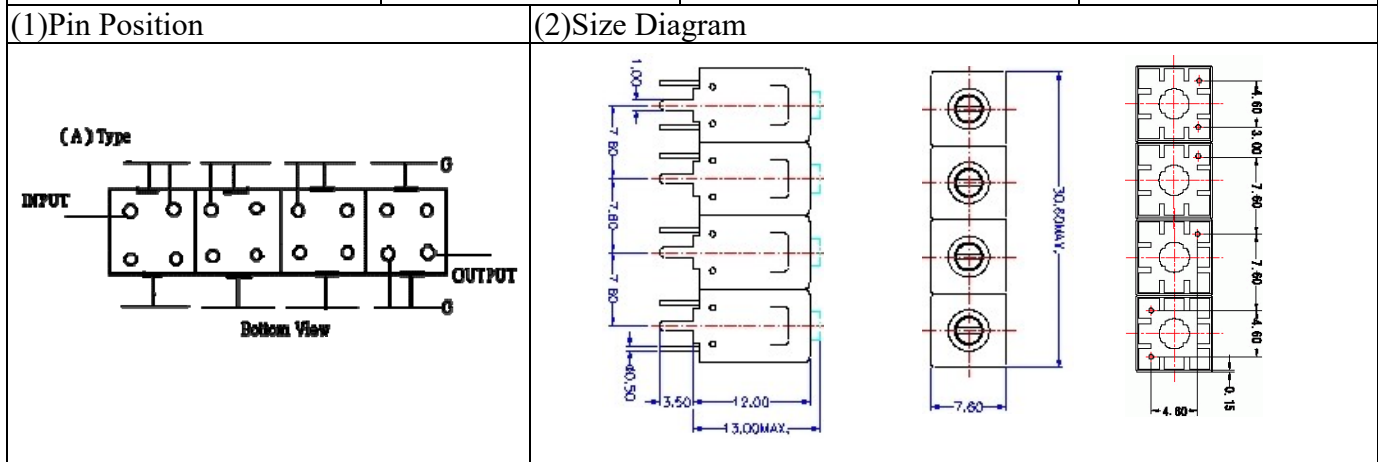 (1)Pin Position
(2)Size Diagram
(A) Type
G
INPUT
OUTPUT
G
Bottom View
1.00
7.60
7.60
7.60
Φ0.50
3.50
12.00
13.00MAX.
30.60MAX.
7.60
4.60
3.00
7.60
7.60
4.60
0.15
4.60